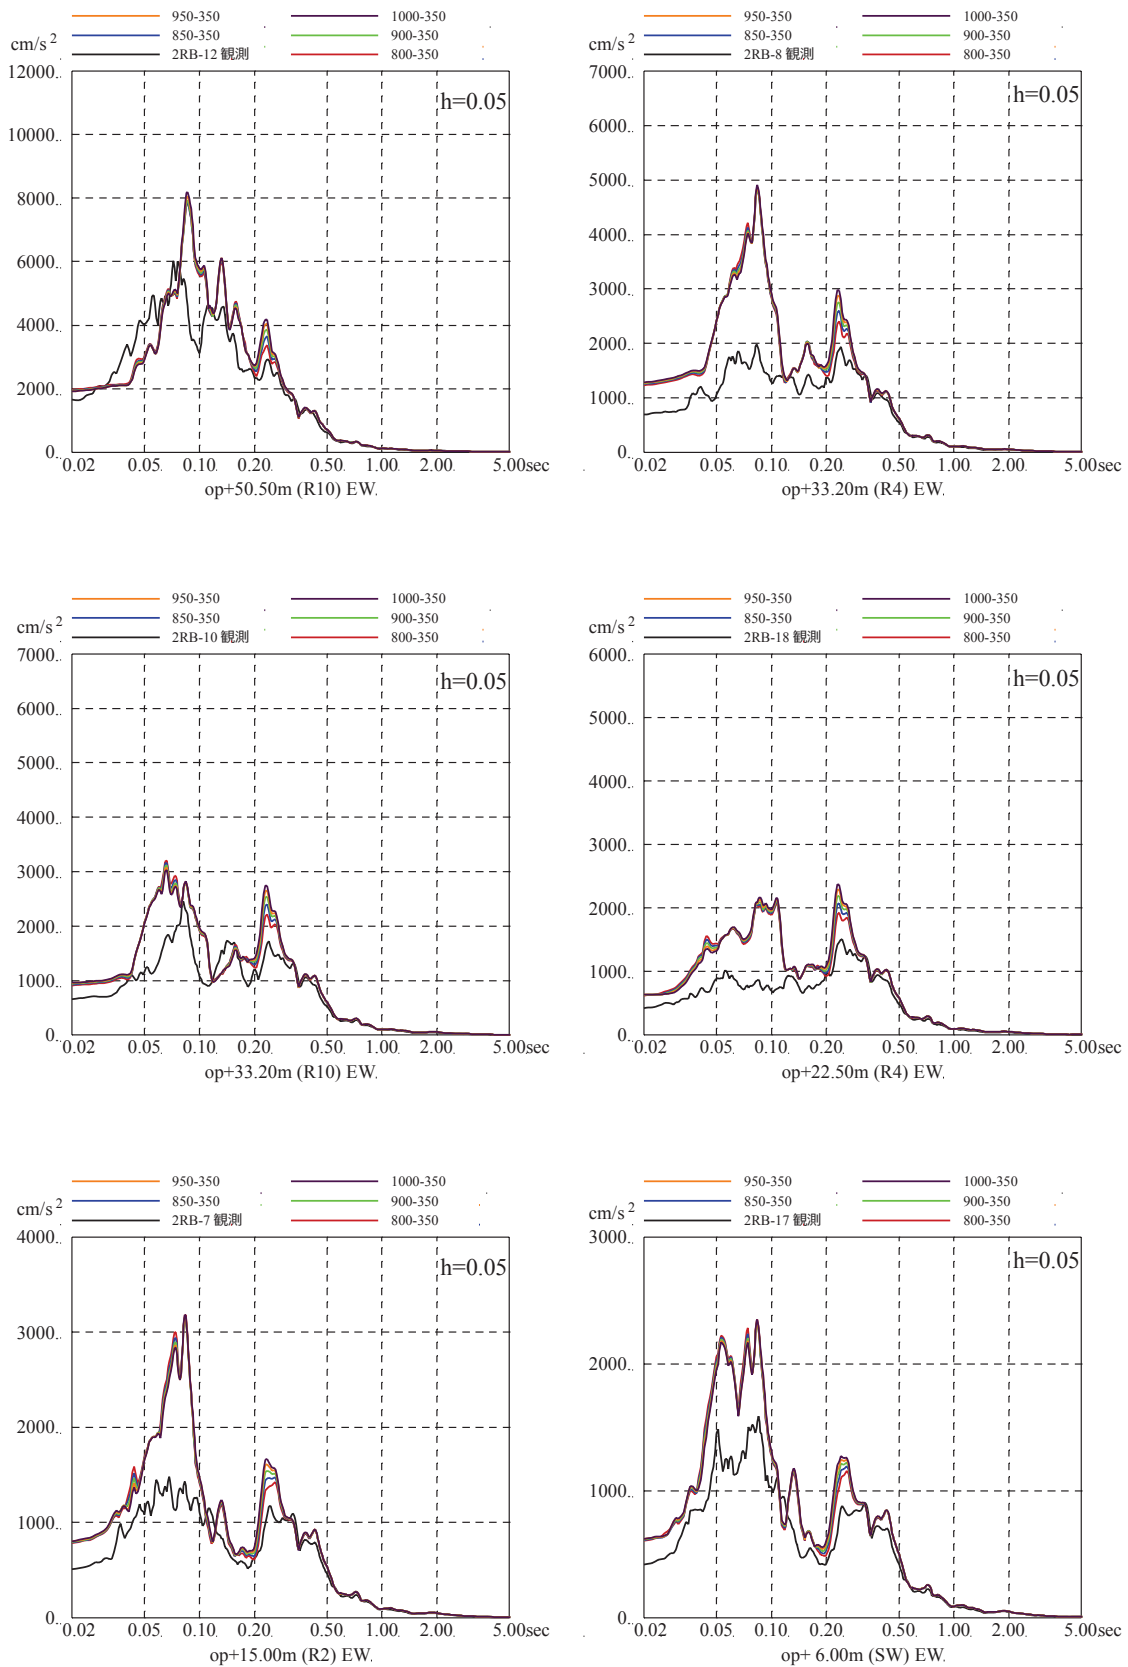 950-350 1000-350
850-350 900-350
2RB-12 観測 800-350
cm/s 2
12000
10000
8000
6000
4000
2000
0
h=0.05
0.02 0.05 0.10 0.20 0.50 1.00 2.00 5.00sec
op+50.50m (R10) EW
950-350 1000-350
850-350 900-350
2RB-8 観測 800-350
cm/s 2
7000
6000
5000
4000
3000
2000
1000
0
h=0.05
0.02 0.05 0.10 0.20 0.50 1.00 2.00 5.00sec
op+33.20m (R4) EW
950-350 1000-350
850-350 900-350
2RB-10 観測 800-350
cm/s 2
7000
6000
5000
4000
3000
2000
1000
0
h=0.05
0.02 0.05 0.10 0.20 0.50 1.00 2.00 5.00sec
op+33.20m (R10) EW
950-350 1000-350
850-350 900-350
2RB-18 観測 800-350
cm/s 2
6000
5000
4000
3000
2000
1000
0
h=0.05
0.02 0.05 0.10 0.20 0.50 1.00 2.00 5.00sec
op+22.50m (R4) EW
950-350 1000-350
850-350 900-350
2RB-7 観測 800-350
cm/s 2
4000
3000
2000
1000
0
h=0.05
0.02 0.05 0.10 0.20 0.50 1.00 2.00 5.00sec
op+15.00m (R2) EW
950-350 1000-350
850-350 900-350
2RB-17 観測 800-350
cm/s 2
3000
2000
1000
0
h=0.05
0.02 0.05 0.10 0.20 0.50 1.00 2.00 5.00sec
op+ 6.00m (SW) EW